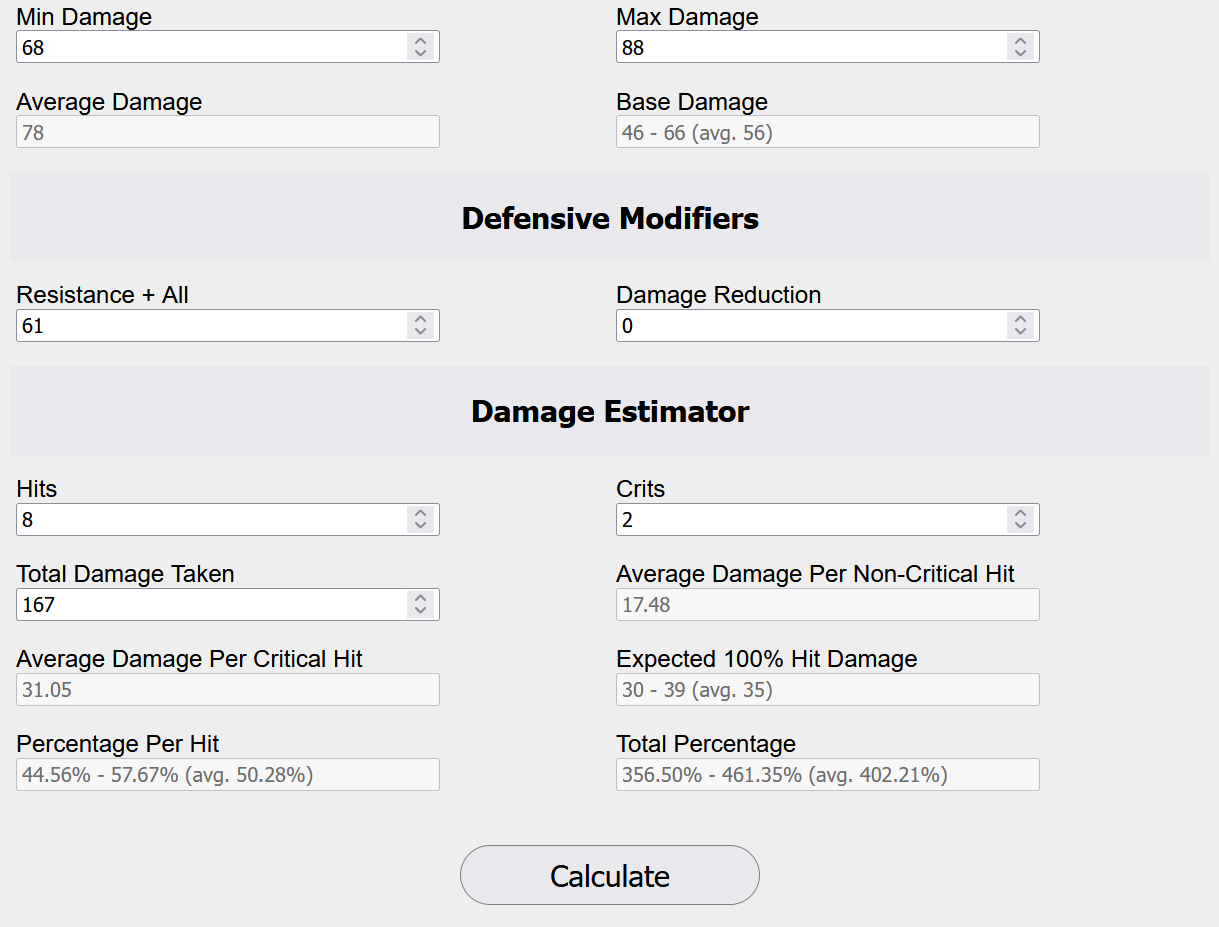 Min Damage
Max Damage
68
88
Average Damage
Base Damage
78
46 - 66 (avg. 56)
Defensive Modifiers
Resistance + All
Damage Reduction
61
0
Damage Estimator
Hits
Crits
8
2
Total Damage Taken
Average Damage Per Non-Critical Hit
167
17.48
Average Damage Per Critical Hit
Expected 100% Hit Damage
31.05
30 - 39 (avg. 35)
Percentage Per Hit
Total Percentage
44.56% - 57.67% (avg. 50.28%)
356.50% - 461.35% (avg. 402.21%)
Calculate